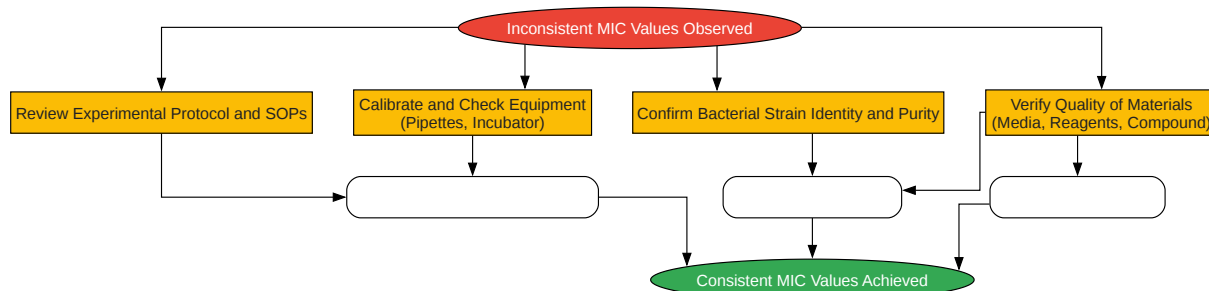 Inconsistent MIC Values Observed
Review Experimental Protocol and SOPs
Calibrate and Check Equipment
(Pipettes, Incubator)
Confirm Bacterial Strain Identity and Purity
Verify Quality of Materials
(Media, Reagents, Compound)
Consistent MIC Values Achieved